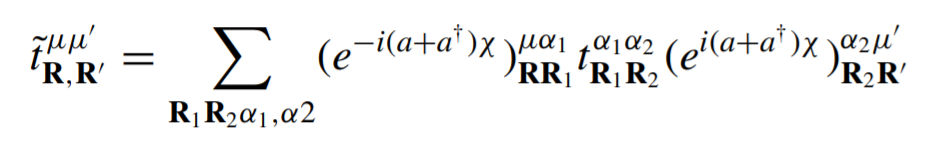 $$\tilde{t}^{\mu\mu'}_{\mathbf{R},\mathbf{R}'} = \sum_{\mathbf{R}_1\mathbf{R}_2\alpha_1,\alpha 2} (e^{-i(a+a^\dagger)\chi})^{\mu\alpha_1}_{\mathbf{R}\mathbf{R}_1} t^{\alpha_1\alpha_2}_{\mathbf{R}_1\mathbf{R}_2} (e^{i(a+a^\dagger)\chi})^{\alpha_2\mu'}_{\mathbf{R}_2\mathbf{R}'}$$